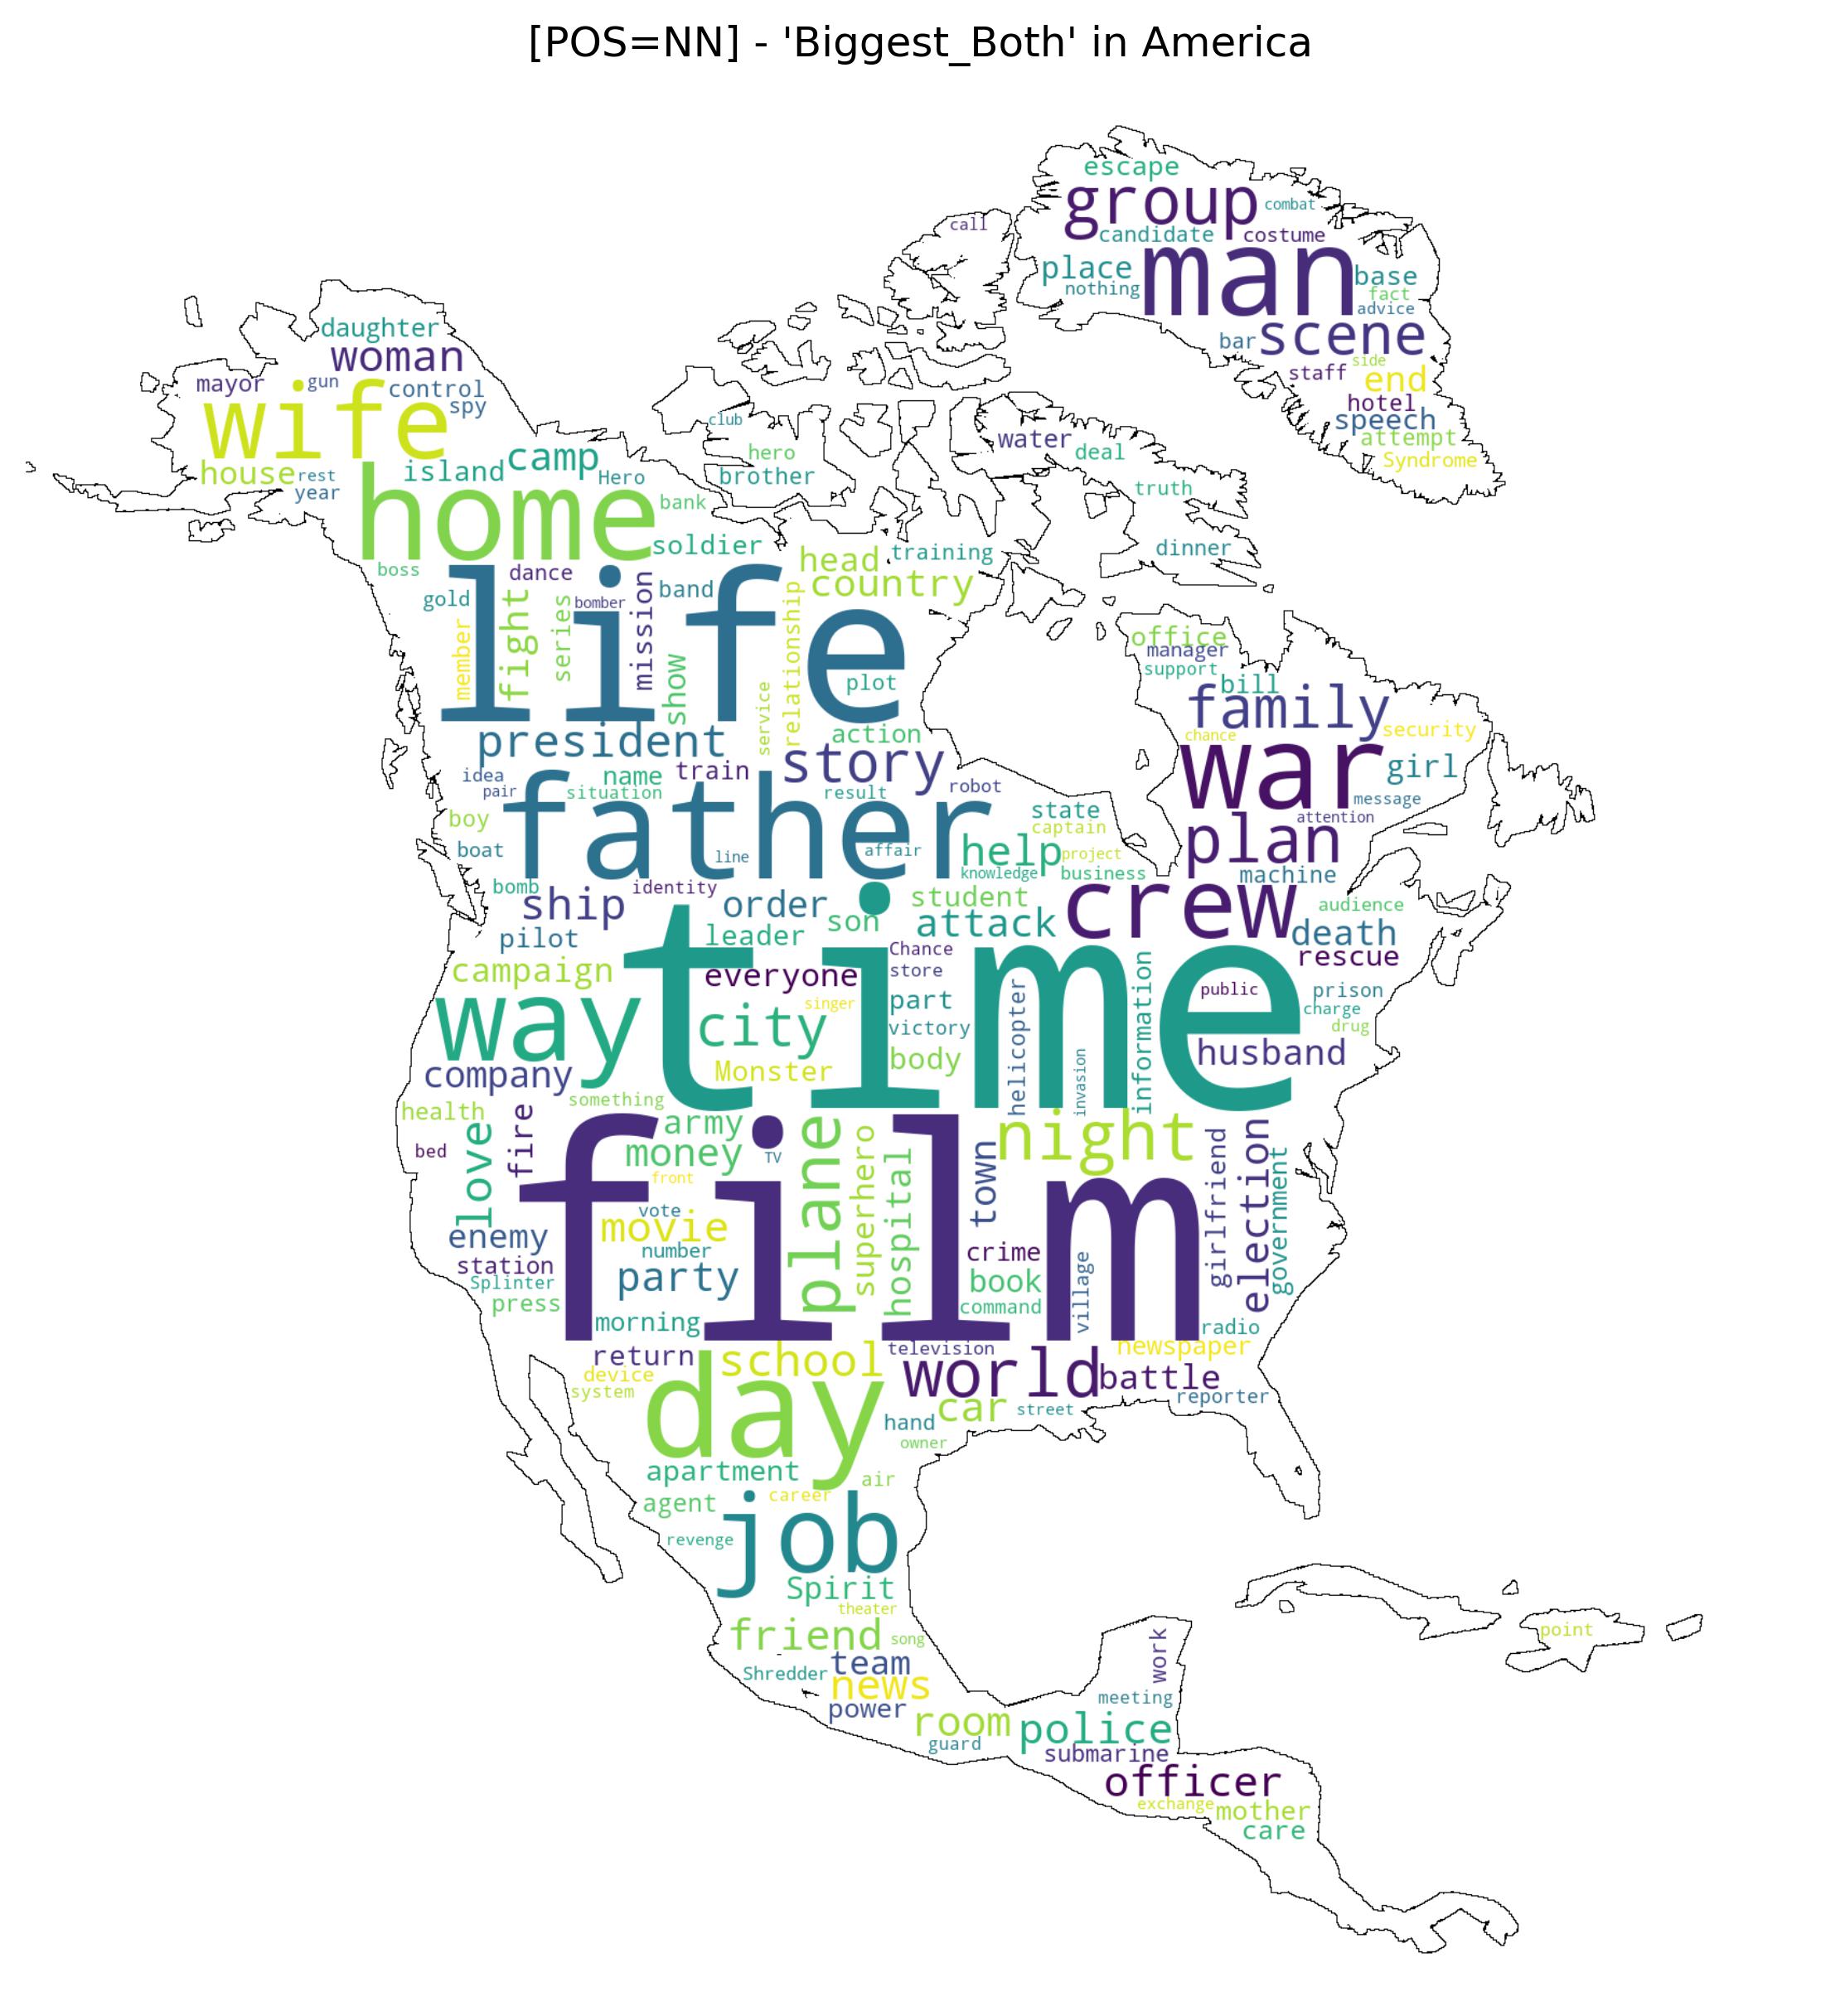 [POS=NN] - 'Biggest_Both' in America
escape
group
combat
call
candidate
costume
man
place
base
nothing
fact
advice
daughter
bar
scene
woman
side
staff
end
mayor
gun
control
hotel
wife
spy
speech
club
water
attempt
hero
deal
Syndrome
camp
house
rest
island
Hero
brother
year
truth
home
bank
soldier
head
training
dinner
boss
dance
country
life
gold
bomber
band
mission
relationship
member
fight
series
office
manager
show
support
plot
bill
service
family
security
president
action
chance
story
war
girl
idea
name
train
pair
situation
result
robot
message
father
state
attention
boy
captain
boat
line
affair
help
project
plan
knowledge
business
machine
bomb
identity
ship
order
student
crew
audience
son
attack
pilot
leader
death
Chance
rescue
campaign
time
everyone
store
public
prison
way
singer
part
charge
city
victory
helicopter
information
drug
body
husband
company
Monster
invasion
health
something
fire
army
night
bed
love
money
TV
plane
superhero
hospital
town
girlfriend
election
government
front
film
vote
movie
enemy
number
crime
station
party
book
village
Splinter
press
command
morning
radio
return
school
television
newspaper
device
world
battle
system
day
reporter
car
street
hand
owner
apartment
air
agent
career
job
revenge
Spirit
theater
friend
song
point
work
team
Shredder
news
meeting
power
room
police
guard
submarine
officer
exchange
mother
care